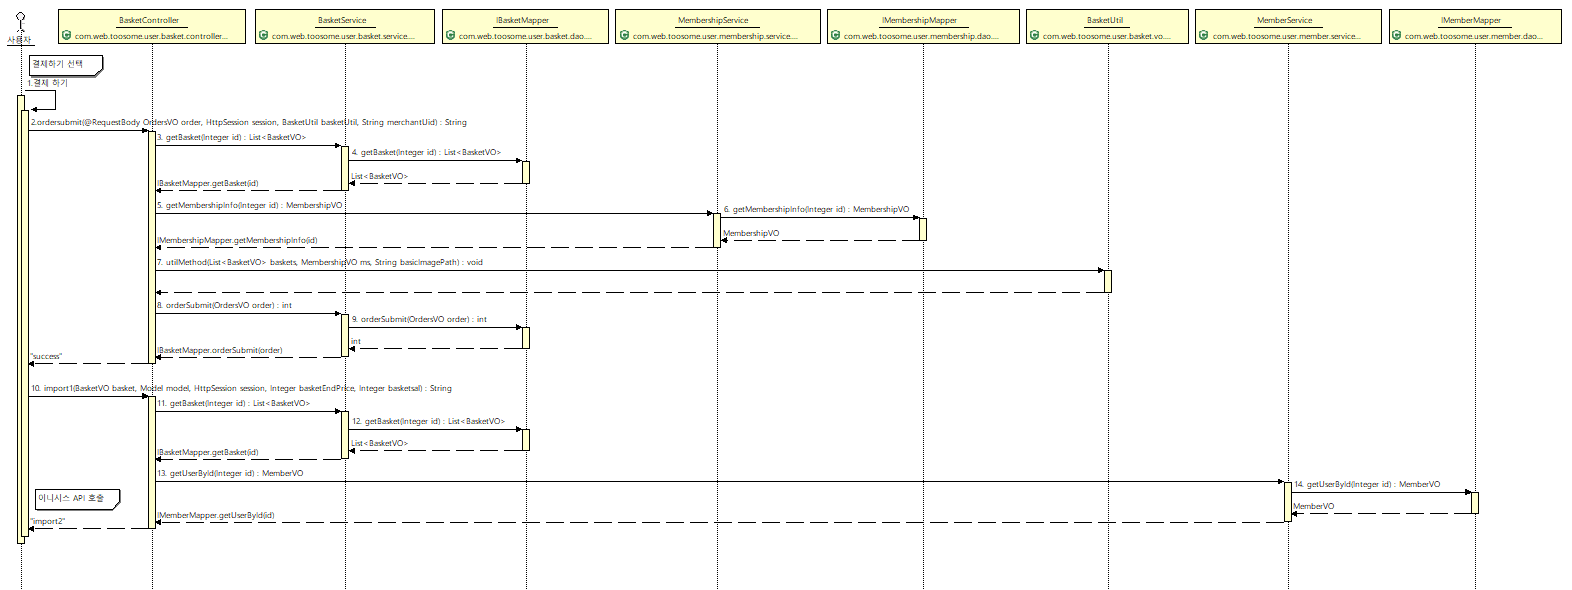 사용자
BasketController
com.web.toosome.user.basket.controller....
BasketService
com.web.toosome.user.basket.service....
IBasketMapper
com.web.toosome.user.basket.dao....
MembershipService
com.web.toosome.user.membership.service....
IMembershipMapper
com.web.toosome.user.membership.dao....
BasketUtil
com.web.toosome.user.basket.vo....
MemberService
com.web.toosome.user.member.service...
IMemberMapper
com.web.toosome.user.member.dao...
결제하기 선택
1.결제 하기
2.ordersubmit(@RequestBody OrdersVO order, HttpSession session, BasketUtil basketUtil, String merchantUid) : String
3. getBasket(Integer id) : List<BasketVO>
4. getBasket(Integer id) : List<BasketVO>
List<BasketVO>
IBasketMapper.getBasket(id)
5. getMembershipInfo(Integer id) : MembershipVO
6. getMembershipInfo(Integer id) : MembershipVO
MembershipVO
IMembershipMapper.getMembershipInfo(id)
7. utilMethod(List<BasketVO> baskets, MembershipVO ms, String basicImagePath) : void
8. orderSubmit(OrdersVO order) : int
9. orderSubmit(OrdersVO order) : int
int
IBasketMapper.orderSubmit(order)
"success"
10. import1(BasketVO basket, Model model, HttpSession session, Integer basketEndPrice, Integer basketsal) : String
11. getBasket(Integer id) : List<BasketVO>
12. getBasket(Integer id) : List<BasketVO>
List<BasketVO>
IBasketMapper.getBasket(id)
13. getUserById(Integer id) : MemberVO
14. getUserById(Integer id) : MemberVO
이니시스 API 호출
MemberVO
IMemberMapper.getUserById(id)
"import2"